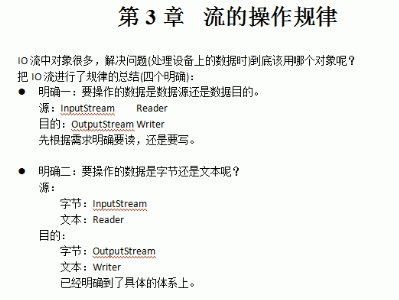 第 3 章 流的操作规律
IO 流中对象很多，解决问题(处理设备上的数据时)到底该用哪个对象呢？
把 IO 流进行了规律的总结(四个明确)：
● 明确一：要操作的数据是数据源还是数据目的。
源：InputStream Reader
目的：OutputStream Writer
先根据需求明确要读，还是要写。
● 明确二：要操作的数据是字节还是文本呢？
源：
字节：InputStream
文本：Reader
目的：
字节：OutputStream
文本：Writer
已经明确到了具体的体系上。